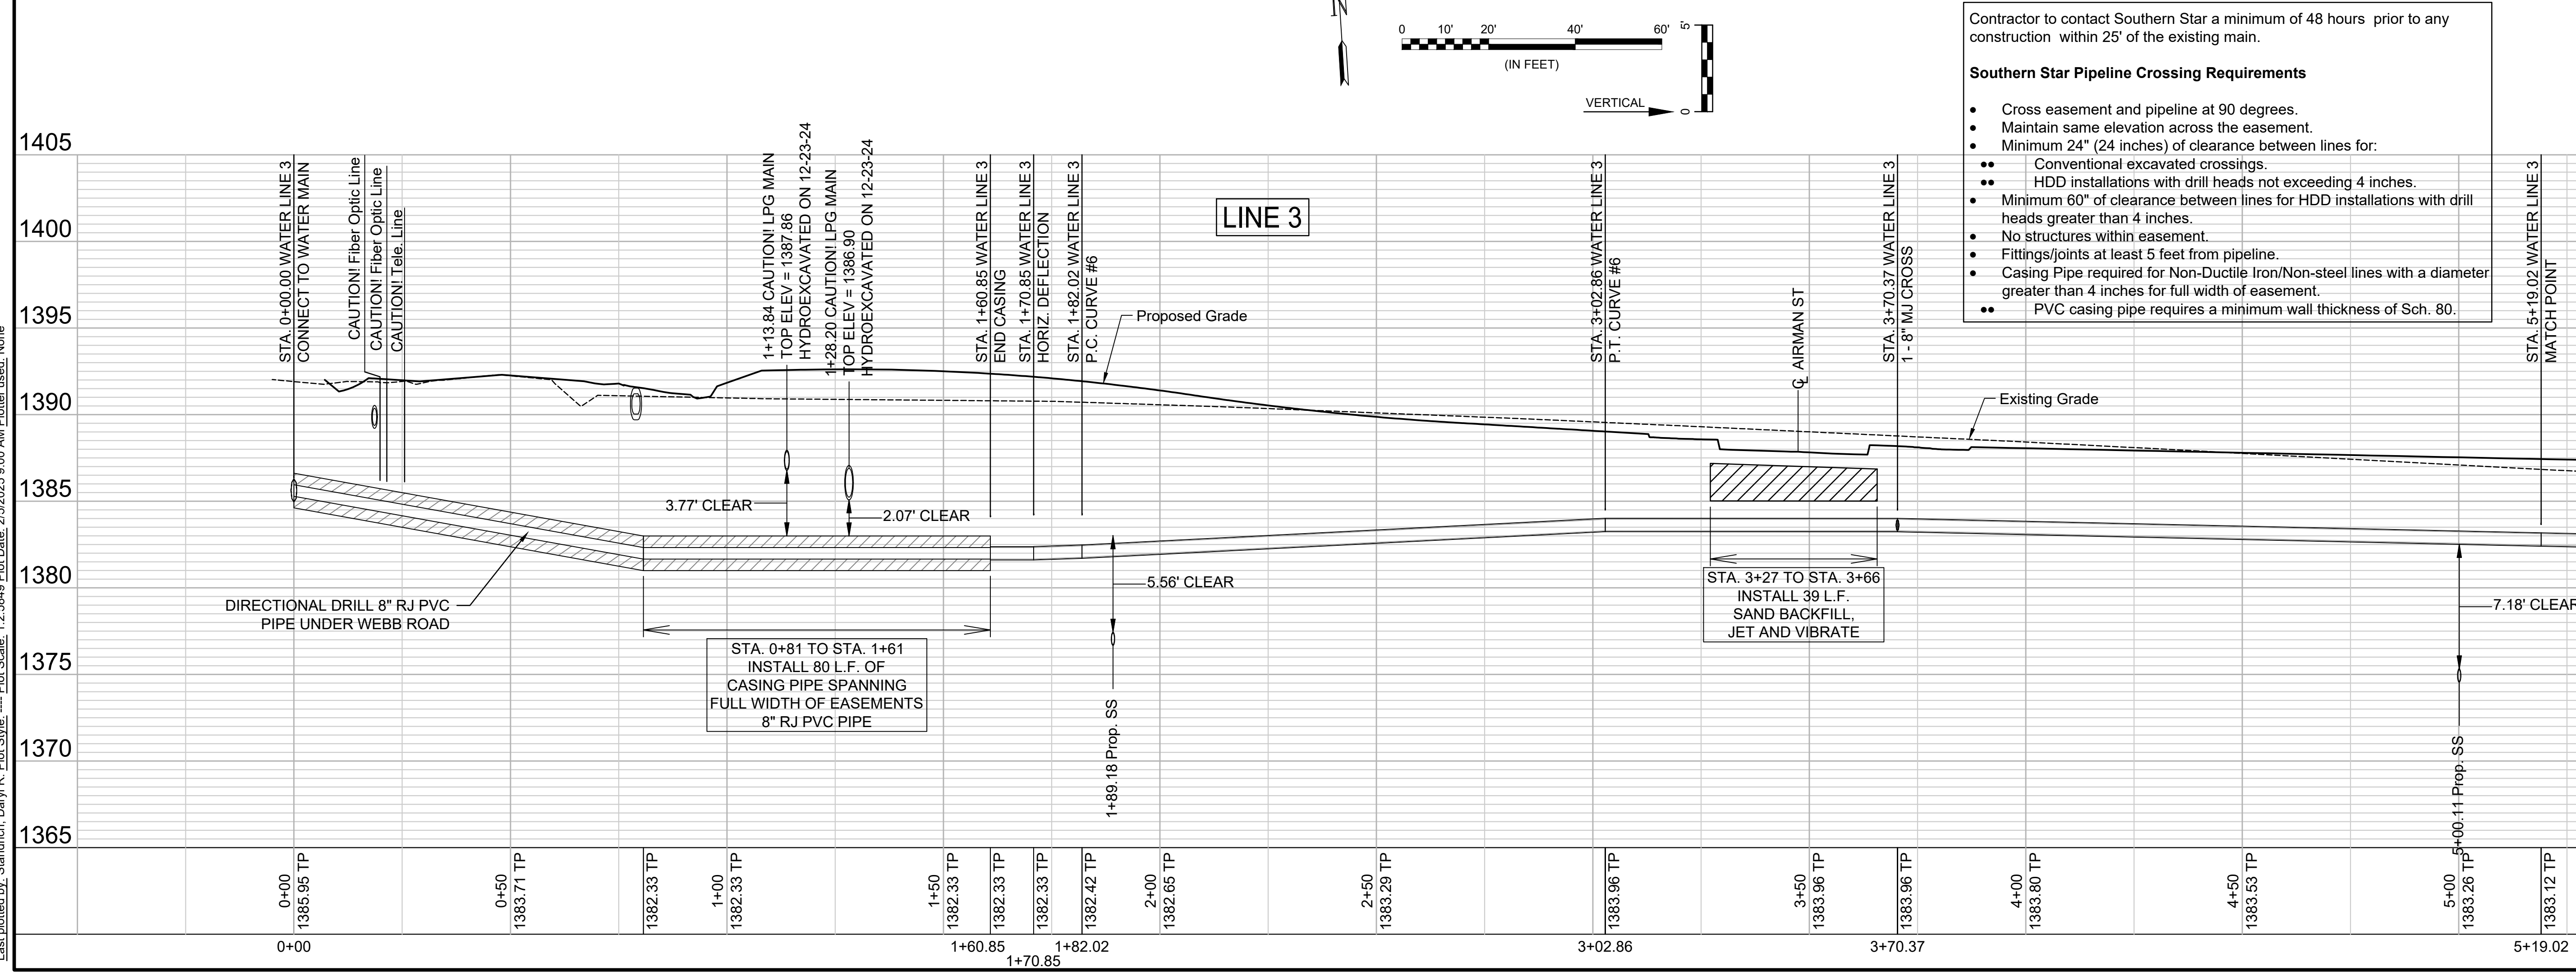 N
0 10' 20' 40' 60'
(IN FEET)
VERTICAL
0
5'
Contractor to contact Southern Star a minimum of 48 hours prior to any
construction within 25' of the existing main.
Southern Star Pipeline Crossing Requirements
• Cross easement and pipeline at 90 degrees.
• Maintain same elevation across the easement.
• Minimum 24" (24 inches) of clearance between lines for:
•• Conventional excavated crossings.
•• HDD installations with drill heads not exceeding 4 inches.
• Minimum 60" of clearance between lines for HDD installations with drill
heads greater than 4 inches.
• No structures within easement.
• Fittings/joints at least 5 feet from pipeline.
• Casing Pipe required for Non-Ductile Iron/Non-steel lines with a diameter
greater than 4 inches for full width of easement.
•• PVC casing pipe requires a minimum wall thickness of Sch. 80.
1405
1400
1395
1390
1385
1380
1375
1370
1365
STA. 0+00.00 WATER LINE 3
CONNECT TO WATER MAIN
CAUTION! Fiber Optic Line
CAUTION! Fiber Optic Line
CAUTION! Tele. Line
1+13.84 CAUTION! LPG MAIN
TOP ELEV = 1387.86
HYDROEXCAVATED ON 12-23-24
1+28.20 CAUTION! LPG MAIN
TOP ELEV = 1386.90
HYDROEXCAVATED ON 12-23-24
STA. 1+60.85 WATER LINE 3
END CASING
STA. 1+70.85 WATER LINE 3
HORIZ. DEFLECTION
STA. 1+82.02 WATER LINE 3
P.C. CURVE #6
LINE 3
Proposed Grade
STA. 3+02.86 WATER LINE 3
P.T. CURVE #6
CL AIRMAN ST
STA. 3+70.37 WATER LINE 3
1 - 8" MJ CROSS
Existing Grade
STA. 5+19.02 WATER LINE 3
MATCH POINT
3.77' CLEAR
2.07' CLEAR
5.56' CLEAR
7.18' CLEAR
DIRECTIONAL DRILL 8" RJ PVC
PIPE UNDER WEBB ROAD
STA. 0+81 TO STA. 1+61
INSTALL 80 L.F. OF
CASING PIPE SPANNING
FULL WIDTH OF EASEMENTS
8" RJ PVC PIPE
1+89.18 Prop. SS
STA. 3+27 TO STA. 3+66
INSTALL 39 L.F.
SAND BACKFILL,
JET AND VIBRATE
5+00.11 Prop. SS
0+00
1385.95 TP
0+50
1383.71 TP
1382.33 TP
1+00
1382.33 TP
1+50
1382.33 TP
1382.33 TP
1382.33 TP
1382.42 TP
2+00
1382.65 TP
2+50
1383.29 TP
1383.96 TP
3+50
1383.96 TP
1383.96 TP
4+00
1383.80 TP
4+50
1383.53 TP
5+00
1383.26 TP
1383.12 TP
0+00 1+60.85 1+82.02 3+02.86 3+70.37 5+19.02
1+70.85